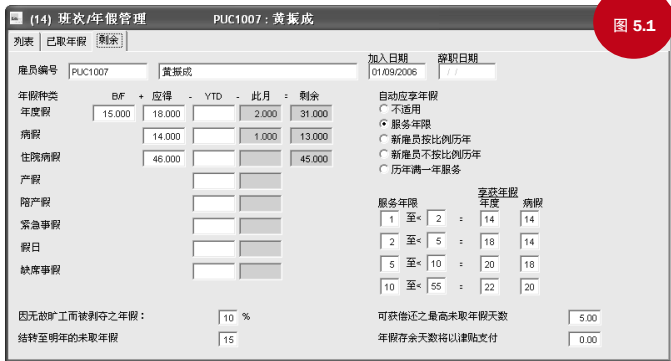 (14) 班次/年假管理 PUC1007 : 黄振成
图 5.1
列表 已取年假 剩余
加入日期 辞职日期
雇员编号 PUC1007 黄振成 01/09/2006 / /
年假种类 B/F + 应得 - YTD - 此月 = 剩余
年度假 15.000 18.000 2.000 31.000
病假 14.000 1.000 13.000
住院病假 46.000 45.000
产假
陪产假
紧急事假
假日
缺席事假
因无故旷工而被剥夺之年假 : 10 %
结转至明年的未取年假 15
自动应享年假
不适用
服务年限
新雇员按比例历年
新雇员不按比例历年
历年满一年服务
享获年假
服务年限 年度 病假
1 至< 2 = 14 14
2 至< 5 : 18 14
5 至< 10 : 20 18
10 至< 55 : 22 20
可获偿还之最高未取年假天数 5.00
年假存余天数将以津贴支付 0.00